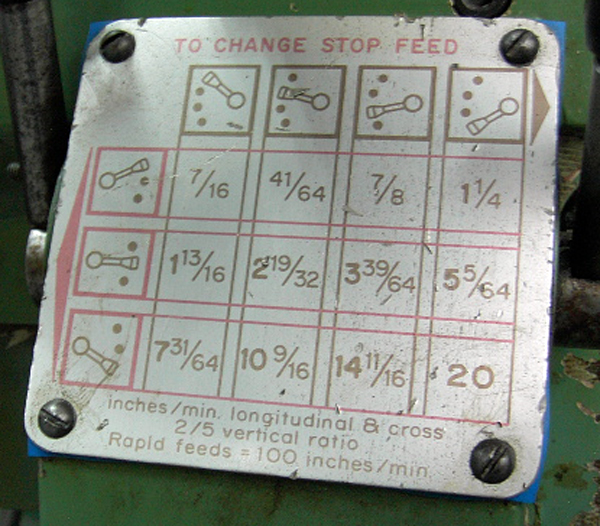 TO CHANGE STOP FEED
7/16 41/64 7/8 1 1/4
1 13/16 2 19/32 3 39/64 5 5/64
7 31/64 10 9/16 14 11/16 20
inches/min. longitudinal & cross
2/5 vertical ratio
Rapid feeds = 100 inches/min.